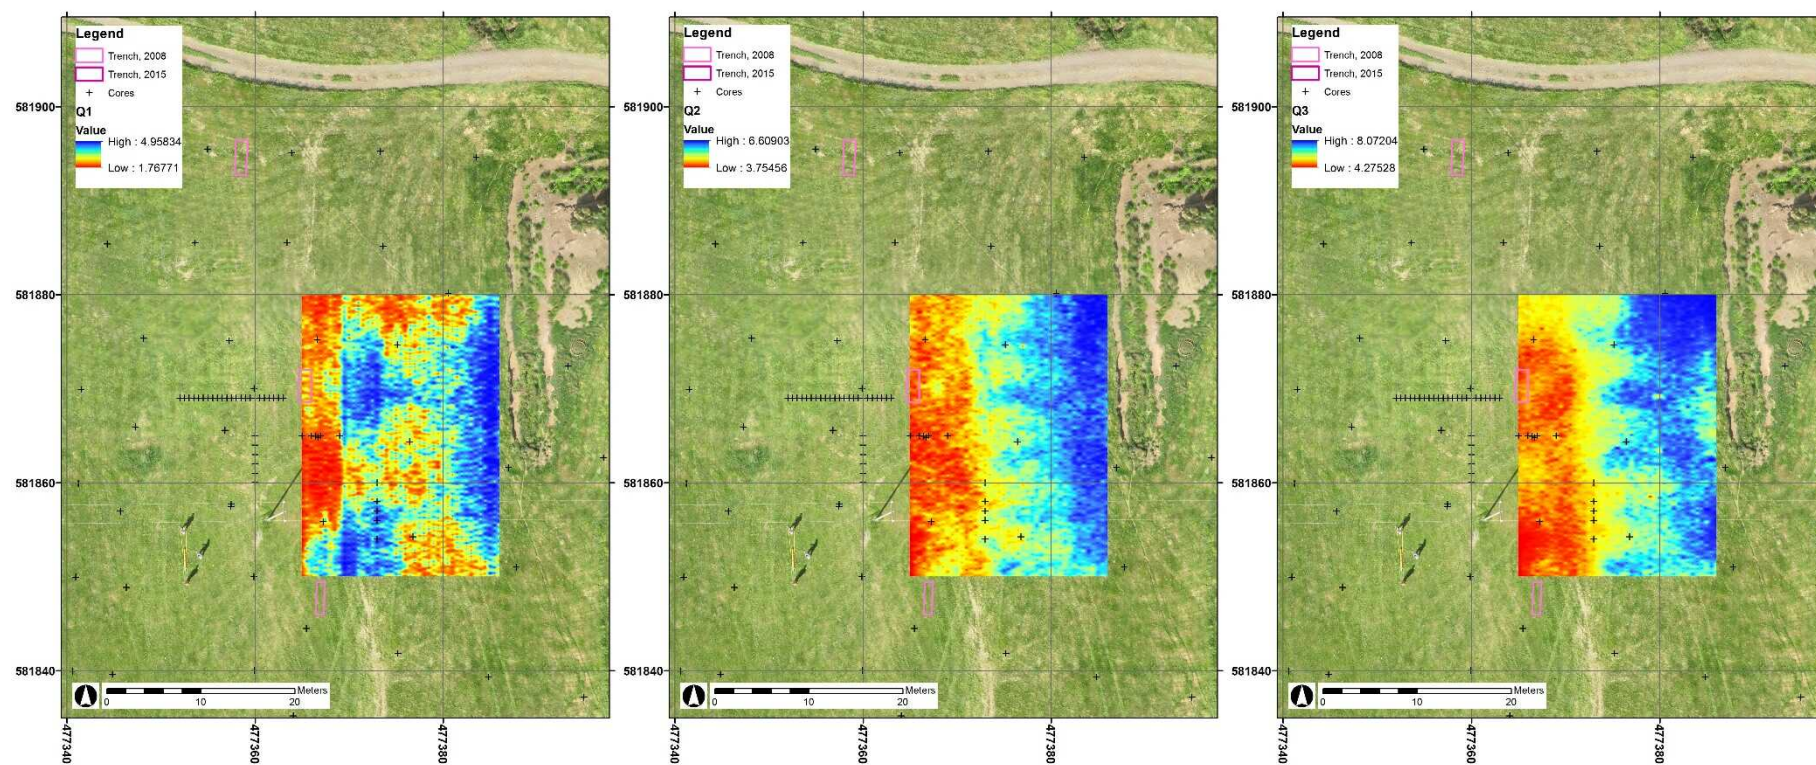 Legend
Trench, 2008
Trench, 2015
Cores
Q1
Value
High : 4.95834
Low : 1.76771
581900
581880
581860
581840
0 10 20 Meters
477340 477360 477380
Legend
Trench, 2008
Trench, 2015
Cores
Q2
Value
High : 6.60903
Low : 3.75456
581900
581880
581860
581840
0 10 20 Meters
477340 477360 477380
Legend
Trench, 2008
Trench, 2015
Cores
Q3
Value
High : 8.07204
Low : 4.27528
581900
581880
581860
581840
0 10 20 Meters
477340 477360 477380